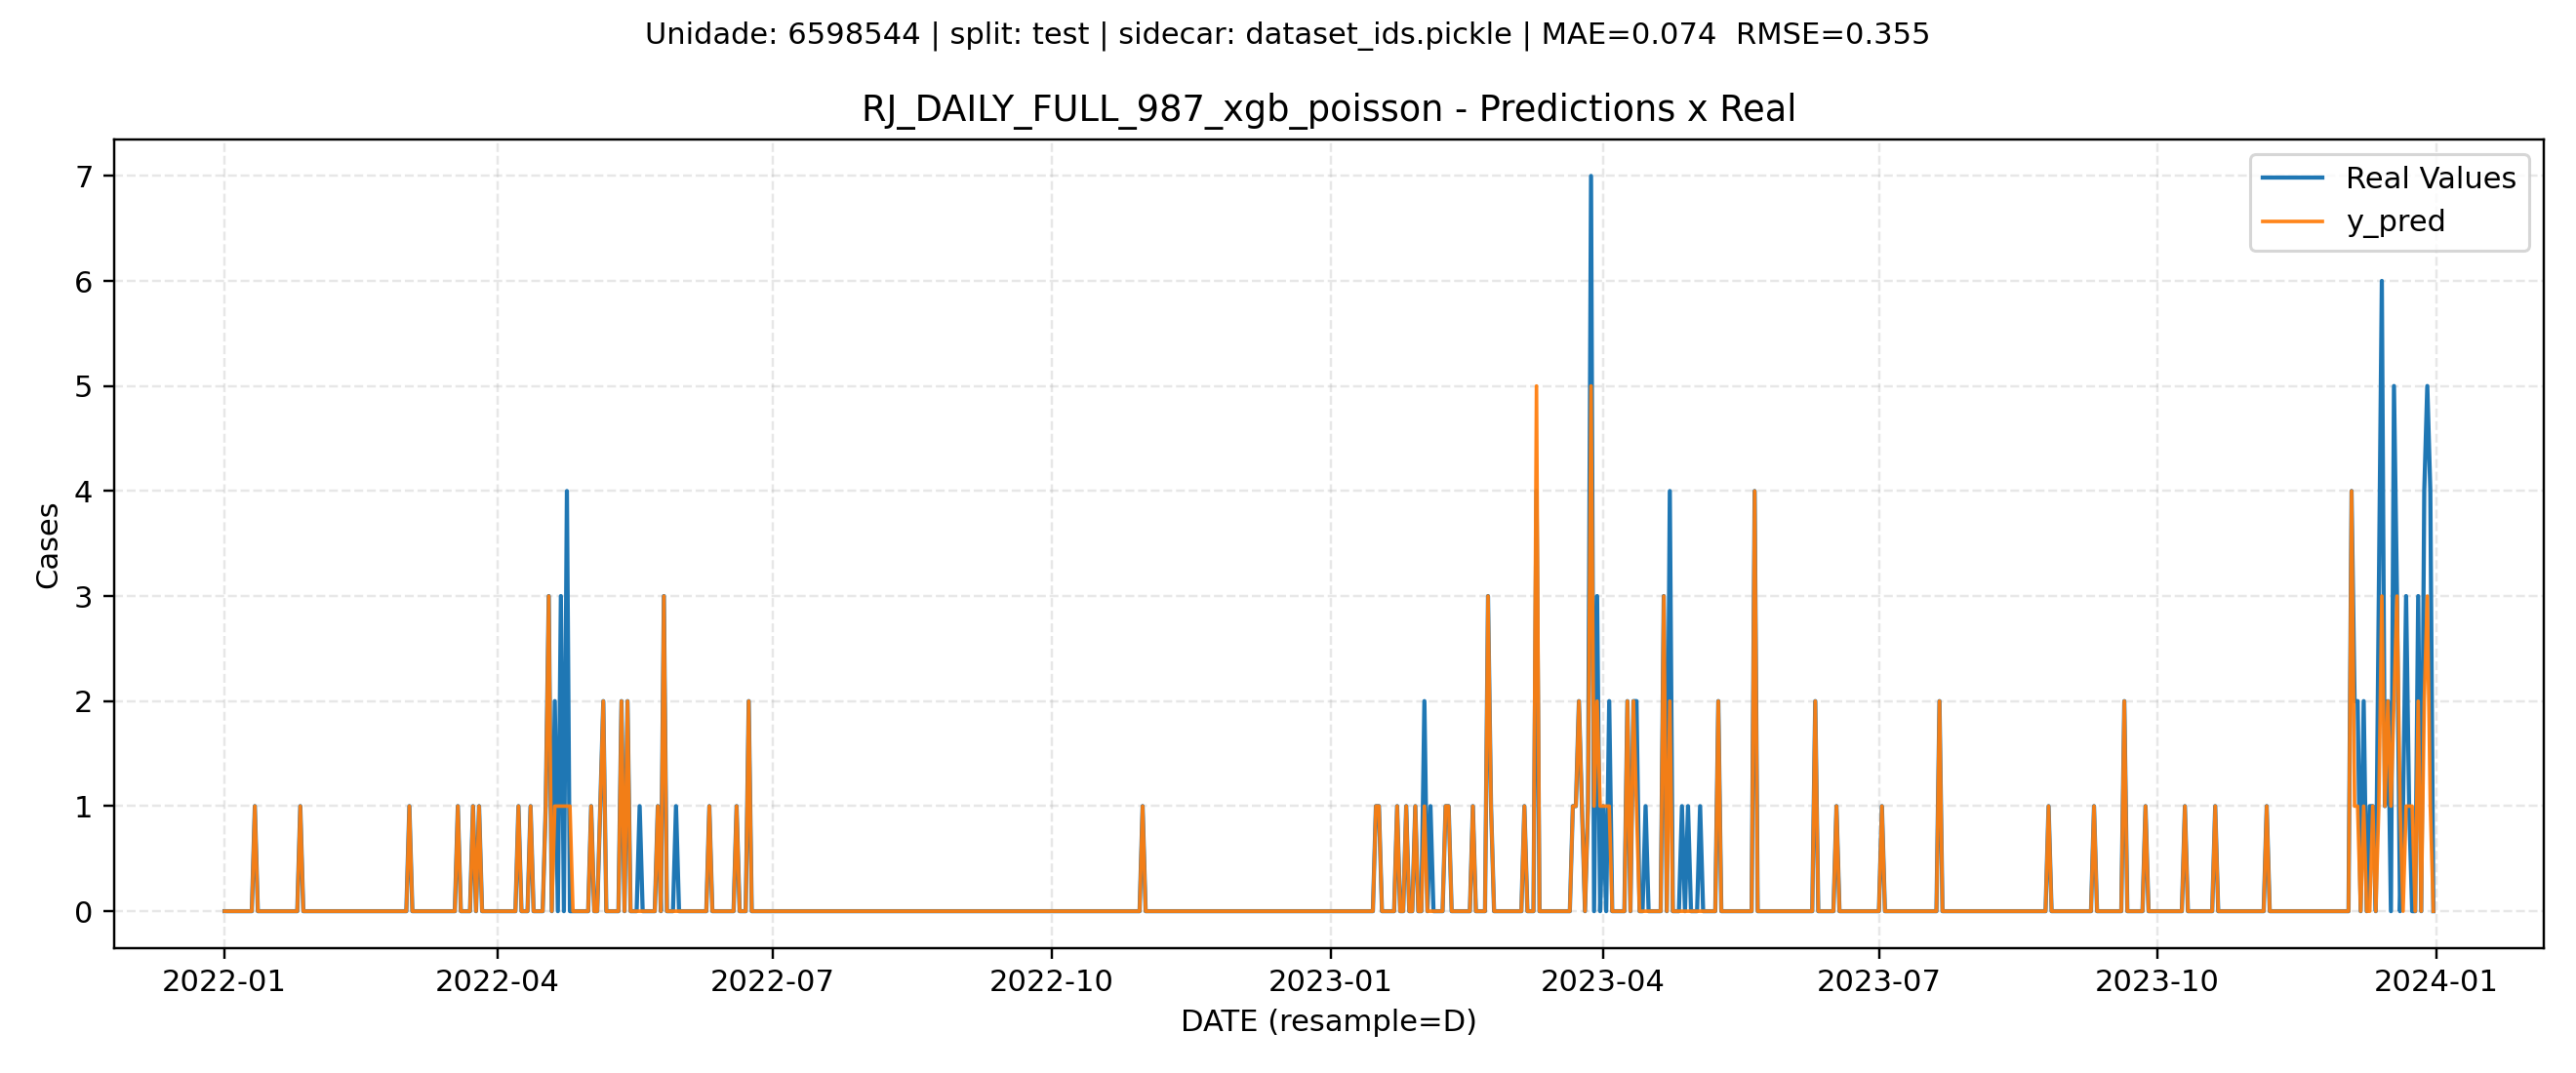 Unidade: 6598544 | split: test | sidecar: dataset_ids.pickle | MAE=0.074  RMSE=0.355
RJ_DAILY_FULL_987_xgb_poisson - Predictions x Real
Real Values
y_pred
Cases
7
6
5
4
3
2
1
0
2022-01
2022-04
2022-07
2022-10
2023-01
2023-04
2023-07
2023-10
2024-01
DATE (resample=D)